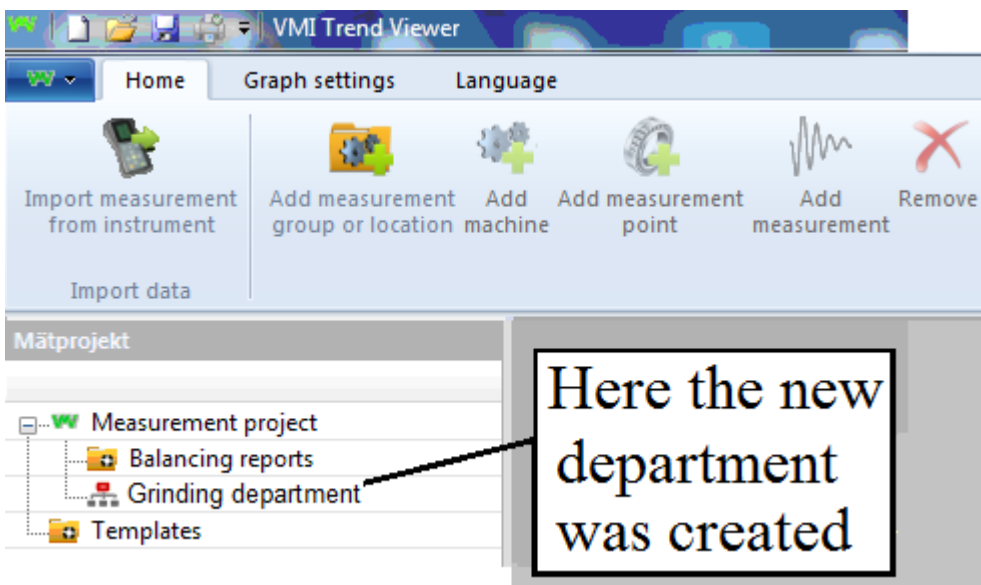 VMI Trend Viewer
Home Graph settings Language
Import measurement
from instrument
Add measurement
group or location
Add
machine
Add measurement
point
Add
measurement
Remove
Import data
Mätprojekt
Measurement project
Balancing reports
Grinding department
Templates
Here the new
department
was created